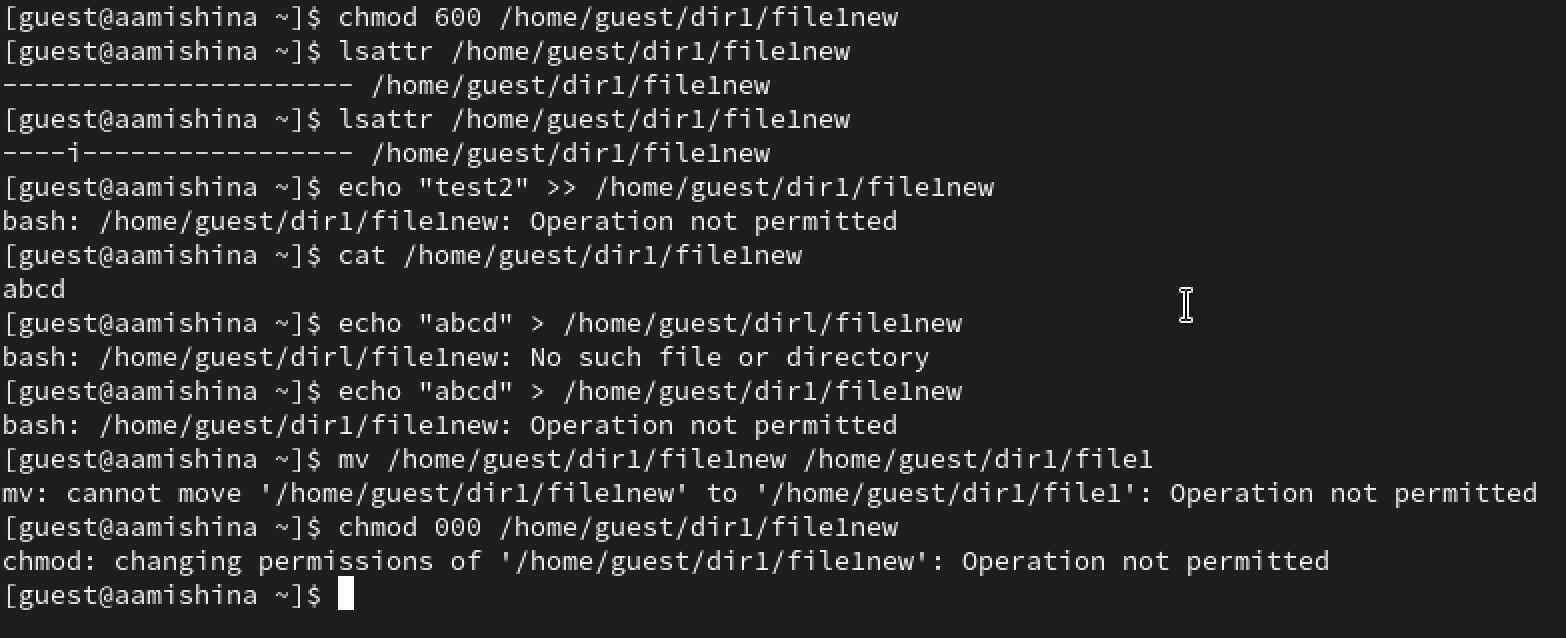 [guest@aamishina ~]$ chmod 600 /home/guest/dir1/file1new
[guest@aamishina ~]$ lsattr /home/guest/dir1/file1new
---------------------- /home/guest/dir1/file1new
[guest@aamishina ~]$ lsattr /home/guest/dir1/file1new
----i----------------- /home/guest/dir1/file1new
[guest@aamishina ~]$ echo "test2" >> /home/guest/dir1/file1new
bash: /home/guest/dir1/file1new: Operation not permitted
[guest@aamishina ~]$ cat /home/guest/dir1/file1new
abcd
[guest@aamishina ~]$ echo "abcd" > /home/guest/dirl/file1new
bash: /home/guest/dirl/file1new: No such file or directory
[guest@aamishina ~]$ echo "abcd" > /home/guest/dir1/file1new
bash: /home/guest/dir1/file1new: Operation not permitted
[guest@aamishina ~]$ mv /home/guest/dir1/file1new /home/guest/dir1/file1
mv: cannot move '/home/guest/dir1/file1new' to '/home/guest/dir1/file1': Operation not permitted
[guest@aamishina ~]$ chmod 000 /home/guest/dir1/file1new
chmod: changing permissions of '/home/guest/dir1/file1new': Operation not permitted
[guest@aamishina ~]$